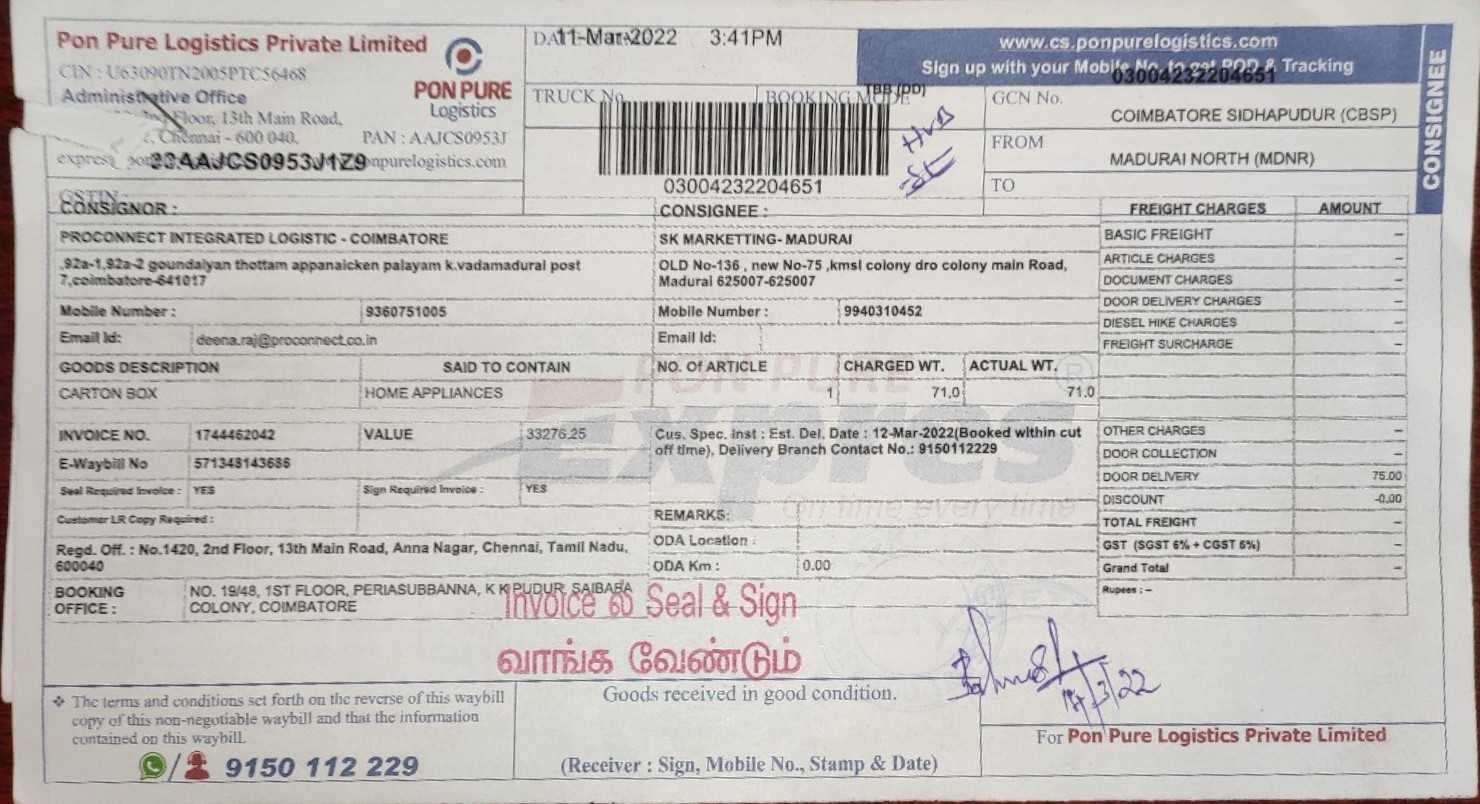 Pon Pure Logistics Private Limited
CIN : U63090TN2005PTC56468
Administrative Office
Floor, 13th Main Road,
Chennai - 600 040. PAN : AAJCS0953J
express 33AAJCS0953J1Z9 onpurelogistics.com
GSTIN :
PON PURE
Logistics
11-Mar-2022 3:41PM
www.cs.ponpurelogistics.com
Sign up with your Mobile No. to get POD & Tracking
TRUCK No.
BOOKING MODE
TBB (DD)
03004232204651
GCN No. 03004232204651
COIMBATORE SIDHAPUDUR (CBSP)
FROM
MADURAI NORTH (MDNR)
TO
CONSIGNEE
CONSIGNOR :
PROCONNECT INTEGRATED LOGISTIC - COIMBATORE
,92a-1,92a-2 goundaiyan thottam appanaicken palayam k.vadamadurai post
7,coimbatore-641017
Mobile Number : 9360751005
Email Id: deena.raj@proconnect.co.in
CONSIGNEE :
SK MARKETTING- MADURAI
OLD No-136 , new No-75 ,kmsl colony dro colony main Road,
Madurai 625007-625007
Mobile Number : 9940310452
Email Id:
FREIGHT CHARGES AMOUNT
BASIC FREIGHT –
ARTICLE CHARGES –
DOCUMENT CHARGES –
DOOR DELIVERY CHARGES –
DIESEL HIKE CHARGES –
FREIGHT SURCHARGE –
GOODS DESCRIPTION SAID TO CONTAIN NO. Of ARTICLE CHARGED WT. ACTUAL WT.
CARTON BOX HOME APPLIANCES 1 71.0 71.0
PON PURE
Expres
On time every time
INVOICE NO. 1744462042 VALUE 33276.25
E-Waybill No 571348143686
Seal Required Invoice : YES Sign Required Invoice : YES
Customer LR Copy Required :
Cus. Spec. Inst : Est. Del. Date : 12-Mar-2022(Booked within cut
off time), Delivery Branch Contact No.: 9150112229
REMARKS:
ODA Location :
ODA Km : 0.00
OTHER CHARGES –
DOOR COLLECTION –
DOOR DELIVERY 75.00
DISCOUNT -0.00
TOTAL FREIGHT –
GST (SGST 6% + CGST 6%) –
Grand Total –
Rupees : –
Regd. Off. : No.1420, 2nd Floor, 13th Main Road, Anna Nagar, Chennai, Tamil Nadu,
600040
BOOKING OFFICE : NO. 19/48, 1ST FLOOR, PERIASUBBANNA, K K PUDUR, SAIBABA
COLONY, COIMBATORE
Invoice ல் Seal & Sign
வாங்க வேண்டும்
❖ The terms and conditions set forth on the reverse of this waybill
copy of this non-negotiable waybill and that the information
contained on this waybill.
9150 112 229
Goods received in good condition.
(Receiver : Sign, Mobile No., Stamp & Date)
For Pon Pure Logistics Private Limited